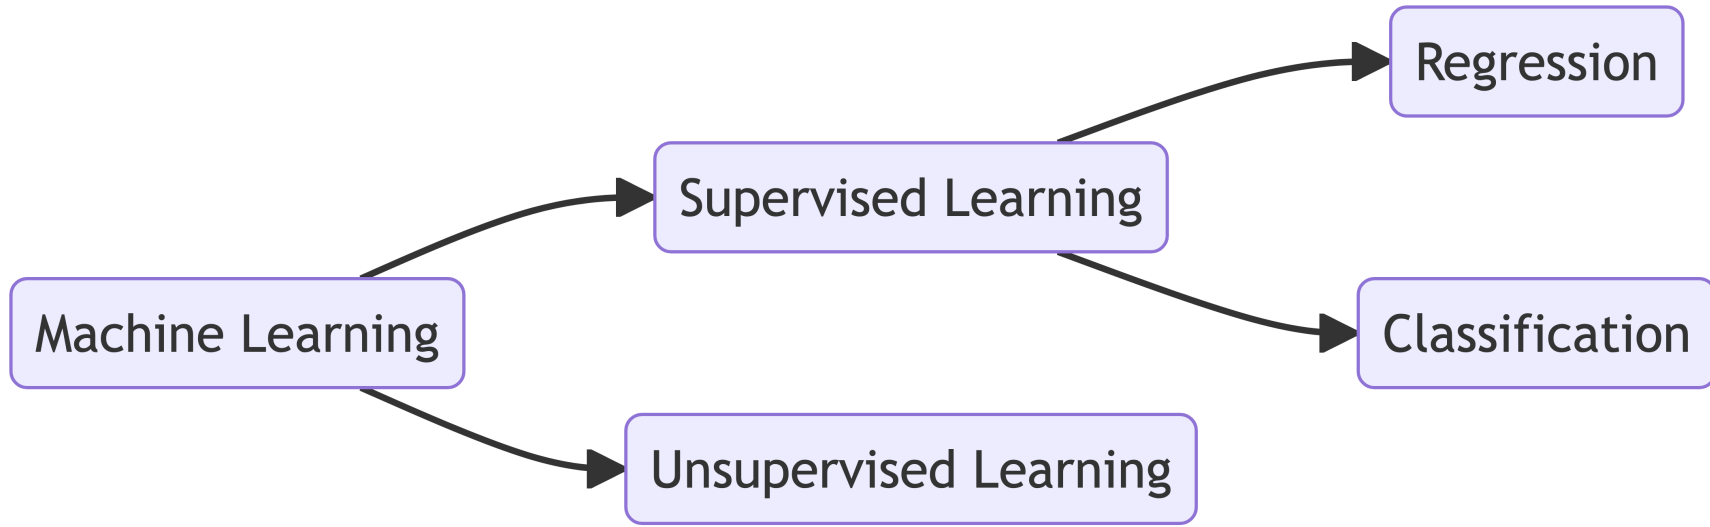 Machine Learning
Supervised Learning
Unsupervised Learning
Regression
Classification